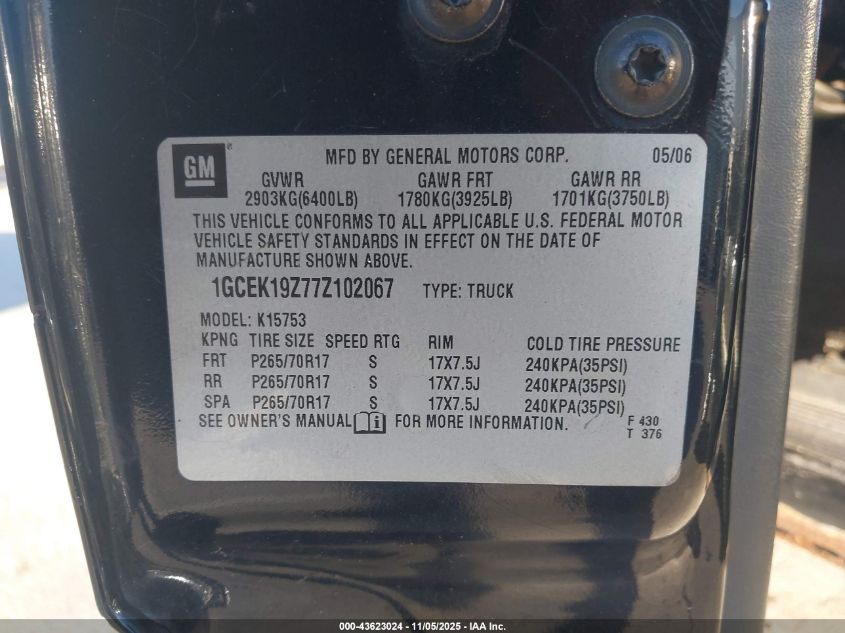 GM
MFD BY GENERAL MOTORS CORP. 05/06
GVWR GAWR FRT GAWR RR
2903KG(6400LB) 1780KG(3925LB) 1701KG(3750LB)
THIS VEHICLE CONFORMS TO ALL APPLICABLE U.S. FEDERAL MOTOR
VEHICLE SAFETY STANDARDS IN EFFECT ON THE DATE OF
MANUFACTURE SHOWN ABOVE.
1GCEK19Z77Z102067 TYPE: TRUCK
MODEL: K15753
KPNG TIRE SIZE SPEED RTG RIM COLD TIRE PRESSURE
FRT P265/70R17 S 17X7.5J 240KPA(35PSI)
RR P265/70R17 S 17X7.5J 240KPA(35PSI)
SPA P265/70R17 S 17X7.5J 240KPA(35PSI)
SEE OWNER'S MANUAL FOR MORE INFORMATION.
F 430
T 376
000-43623024 - 11/05/2025 - IAA Inc.